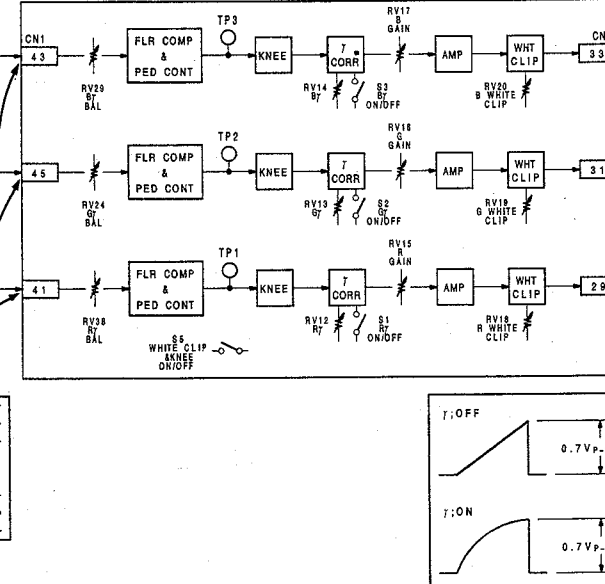 CN1
43
RV29
Bγ
BAL
FLR COMP
&
PED CONT
TP3
KNEE
γ
CORR
RV14
Bγ
S3
Bγ
ON/OFF
RV17
B
GAIN
AMP
WHT
CLIP
RV20
B WHITE
CLIP
CN
33
45
RV24
Gγ
BAL
FLR COMP
&
PED CONT
TP2
KNEE
γ
CORR
RV13
Gγ
S2
Gγ
ON/OFF
RV16
G
GAIN
AMP
WHT
CLIP
RV19
G WHITE
CLIP
31
41
RV38
Rγ
BAL
FLR COMP
&
PED CONT
TP1
KNEE
γ
CORR
RV12
Rγ
S1
Rγ
ON/OFF
RV15
R
GAIN
AMP
WHT
CLIP
RV18
R WHITE
CLIP
29
WHITE CLIP
&KNEE
ON/OFF
γ;OFF
0.7VP-
γ;ON
0.7VP-